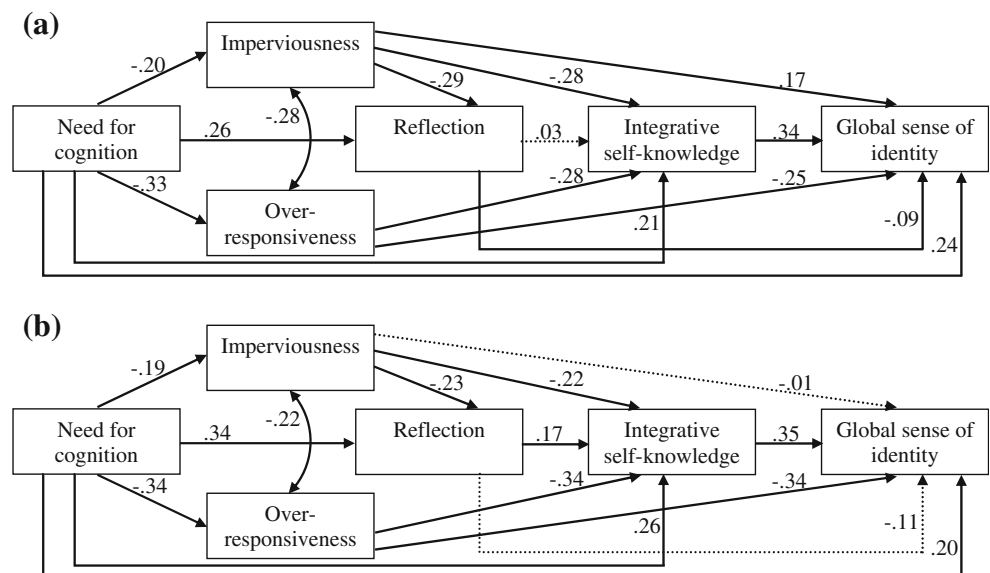 (a)
Imperviousness
-.20
-.29
-.28
.17
Need for
cognition
.26
-.28
Reflection
.03
Integrative
self-knowledge
.34
Global sense of
identity
-.33
Over-
responsiveness
-.28
-.25
.21
-.09
.24
(b)
Imperviousness
-.19
-.23
-.22
-.01
Need for
cognition
.34
-.22
Reflection
.17
Integrative
self-knowledge
.35
Global sense of
identity
-.34
Over-
responsiveness
-.34
-.34
.26
-.11
.20